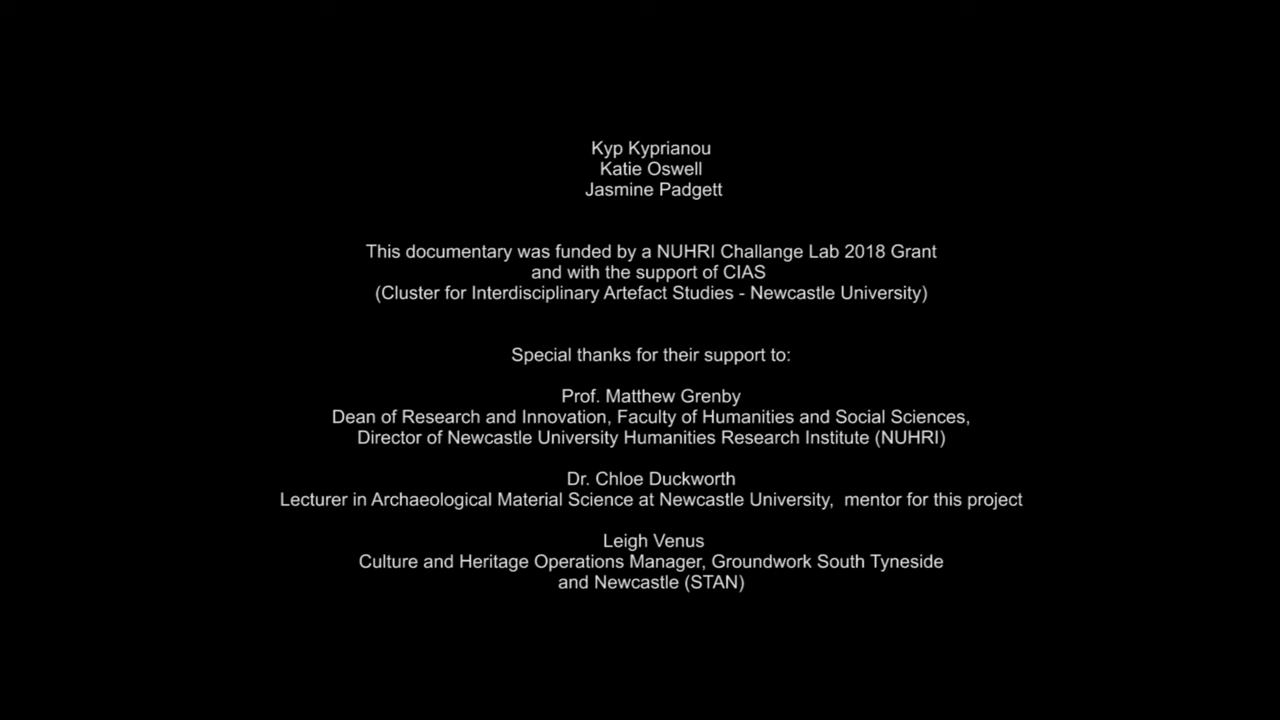 Kyp Kyprianou
Katie Oswell
Jasmine Padgett
This documentary was funded by a NUHRI Challange Lab 2018 Grant
and with the support of CIAS
(Cluster for Interdisciplinary Artefact Studies - Newcastle University)
Special thanks for their support to:
Prof. Matthew Grenby
Dean of Research and Innovation, Faculty of Humanities and Social Sciences,
Director of Newcastle University Humanities Research Institute (NUHRI)
Dr. Chloe Duckworth
Lecturer in Archaeological Material Science at Newcastle University,  mentor for this project
Leigh Venus
Culture and Heritage Operations Manager, Groundwork South Tyneside
and Newcastle (STAN)